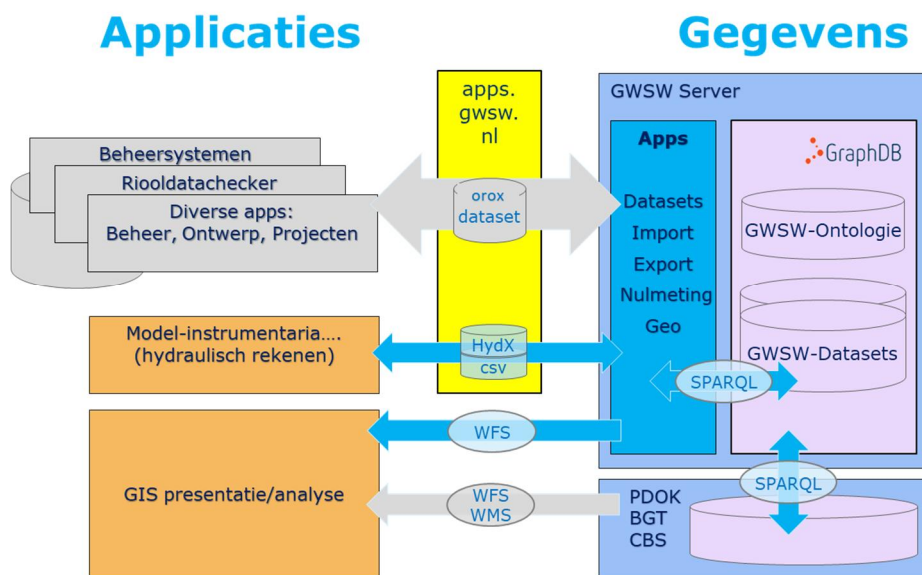 Applicaties
Gegevens
Beheersystemen
Riooldatachecker
Diverse apps:
Beheer, Ontwerp, Projecten
apps.
gwsw.
nl
orox
dataset
GWSW Server
Apps
Datasets
Import
Export
Nulmeting
Geo
GraphDB
GWSW-Ontologie
GWSW-Datasets
SPARQL
Model-instrumentaria....
(hydraulisch rekenen)
HydX
csv
GIS presentatie/analyse
WFS
WFS
WMS
SPARQL
PDOK
BGT
CBS